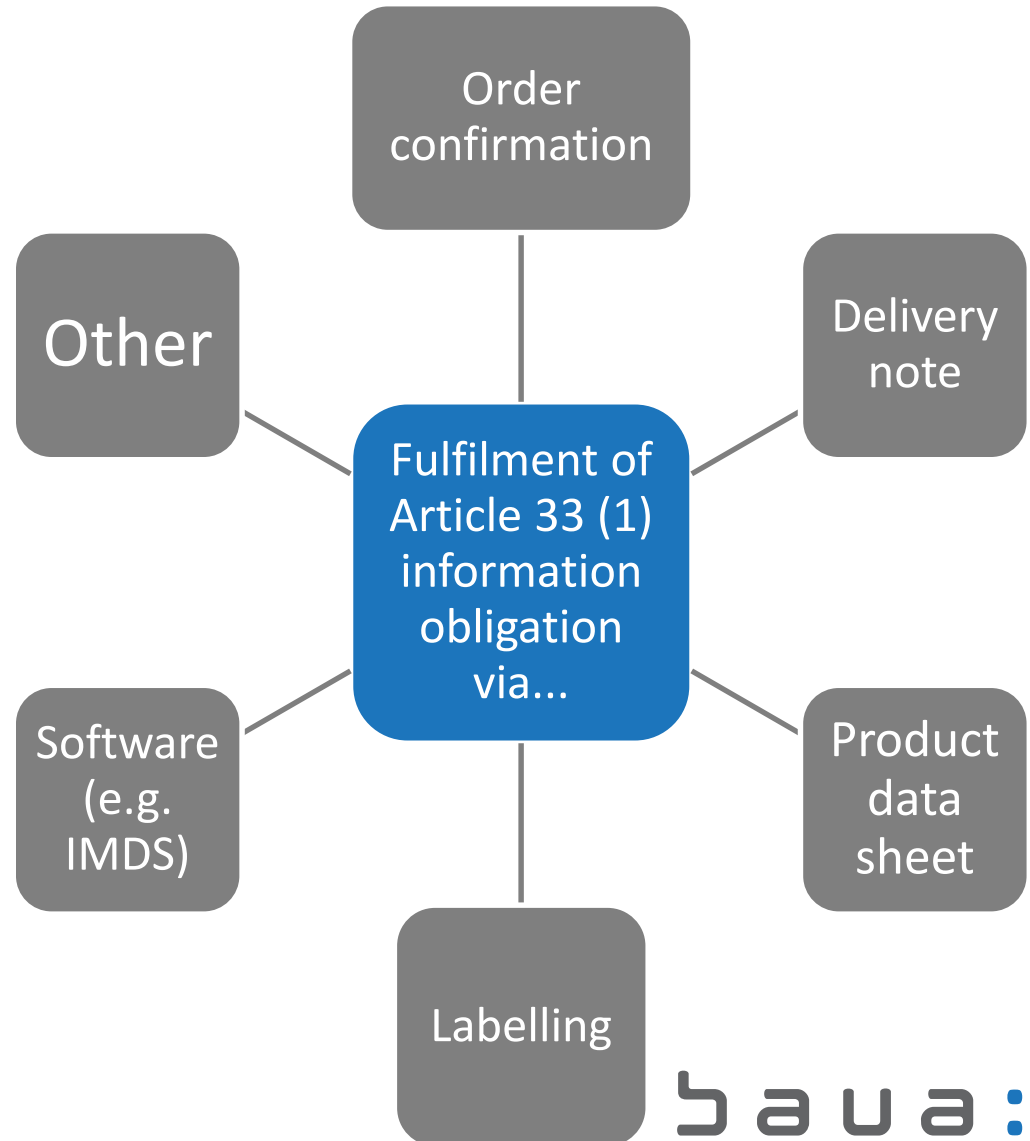 Order
confirmation
Other
Delivery
note
Fulfilment of
Article 33 (1)
information
obligation
via...
Software
(e.g.
IMDS)
Product
data
sheet
Labelling
baua: